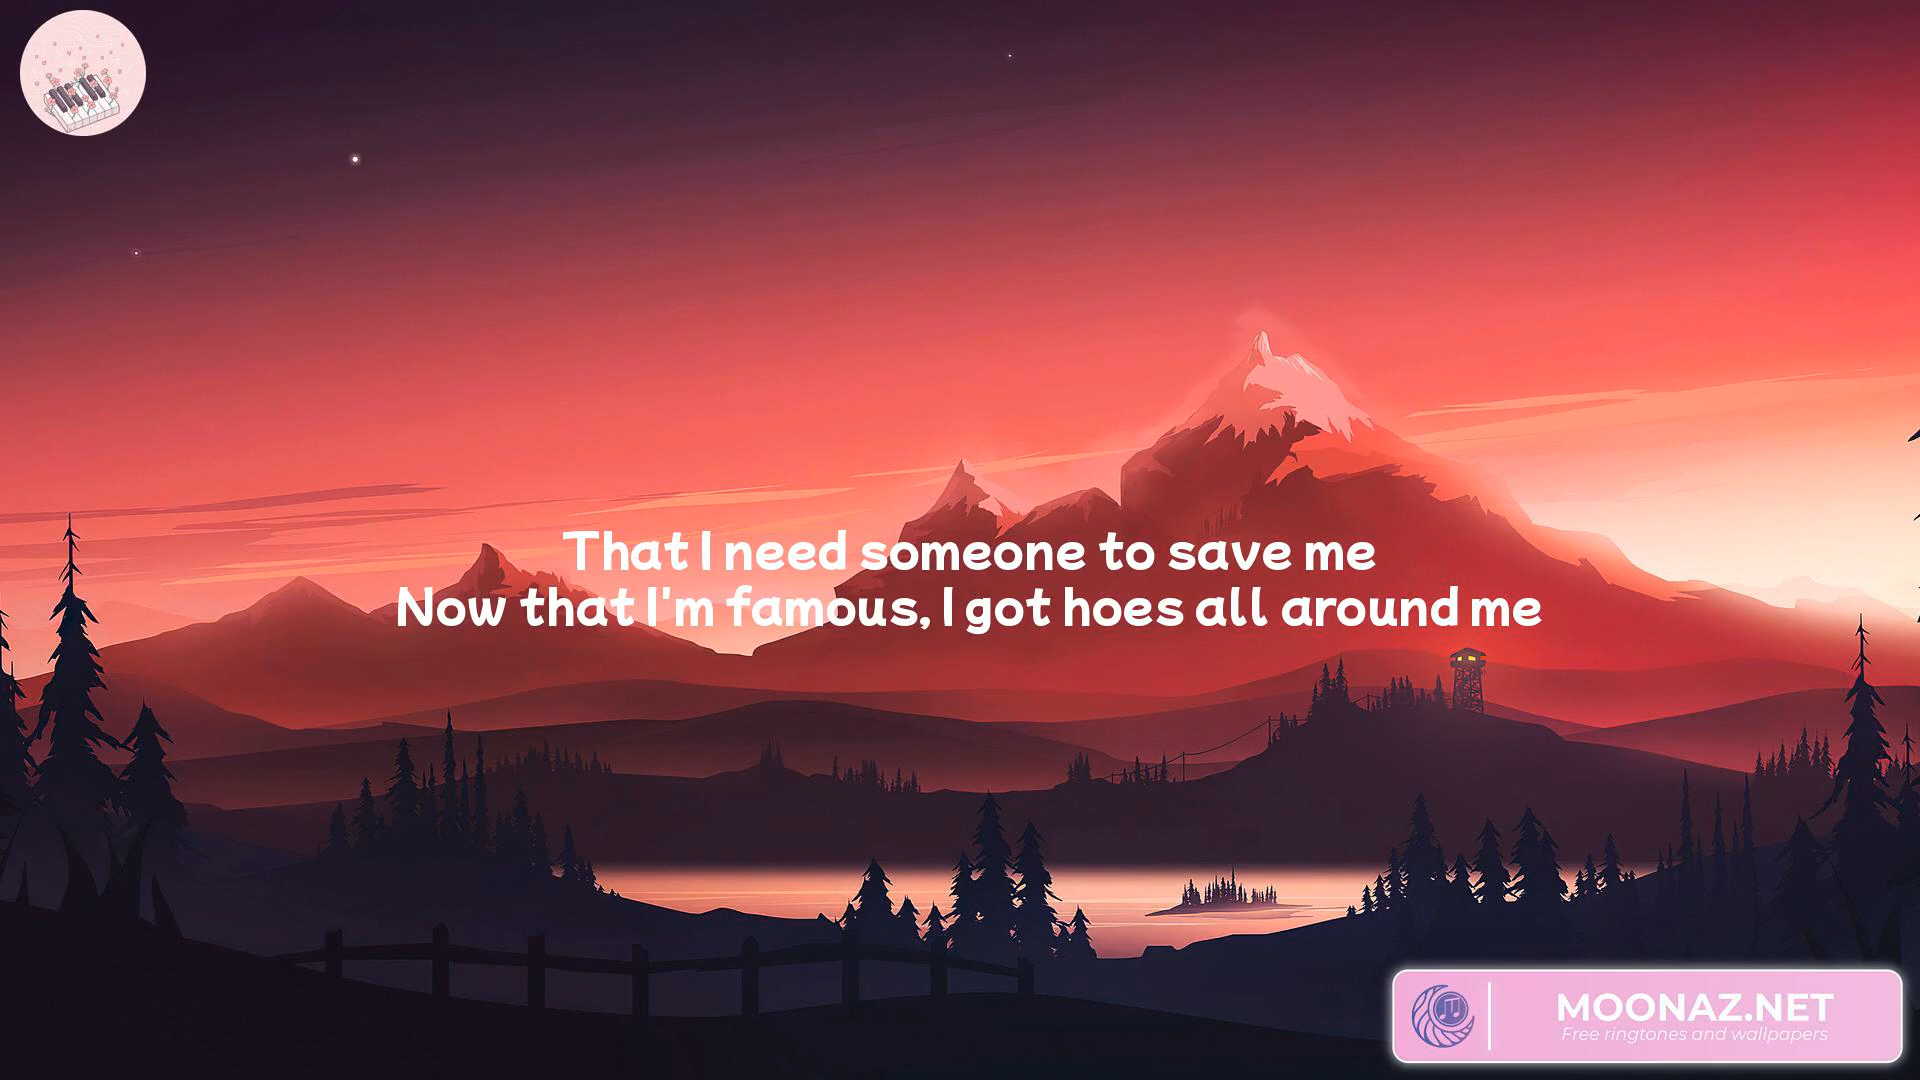 That I need someone to save me
Now that I'm famous, I got hoes all around me
MOONAZ.NET
Free ringtones and wallpapers